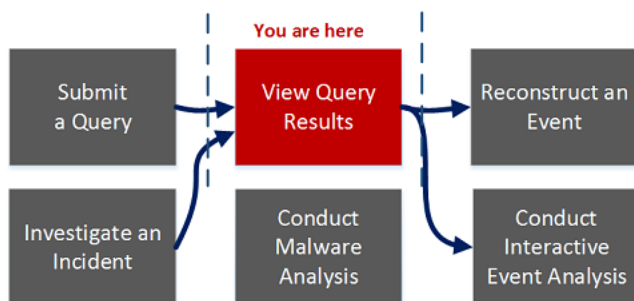 You are here
Submit
a Query
View Query
Results
Reconstruct an
Event
Investigate an
Incident
Conduct
Malware
Analysis
Conduct
Interactive
Event Analysis